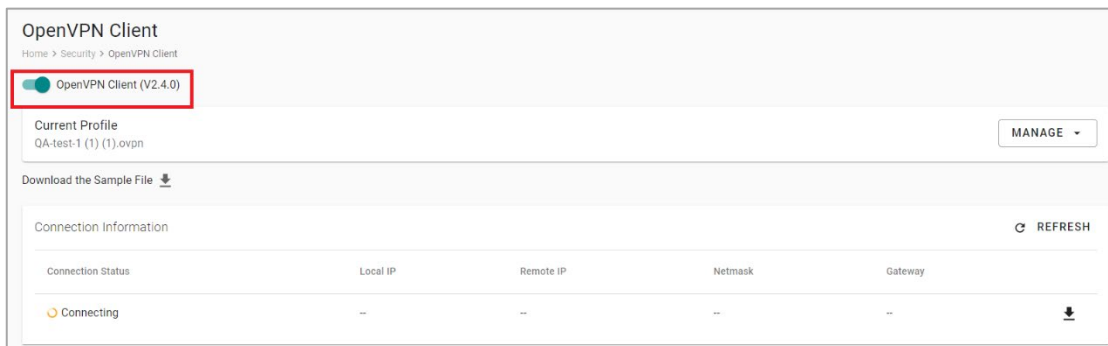 OpenVPN Client
Home > Security > OpenVPN Client
OpenVPN Client (V2.4.0)
Current Profile
QA-test-1 (1) (1).ovpn
MANAGE
Download the Sample File
Connection Information
REFRESH
Connection Status Local IP Remote IP Netmask Gateway
Connecting -- -- -- --